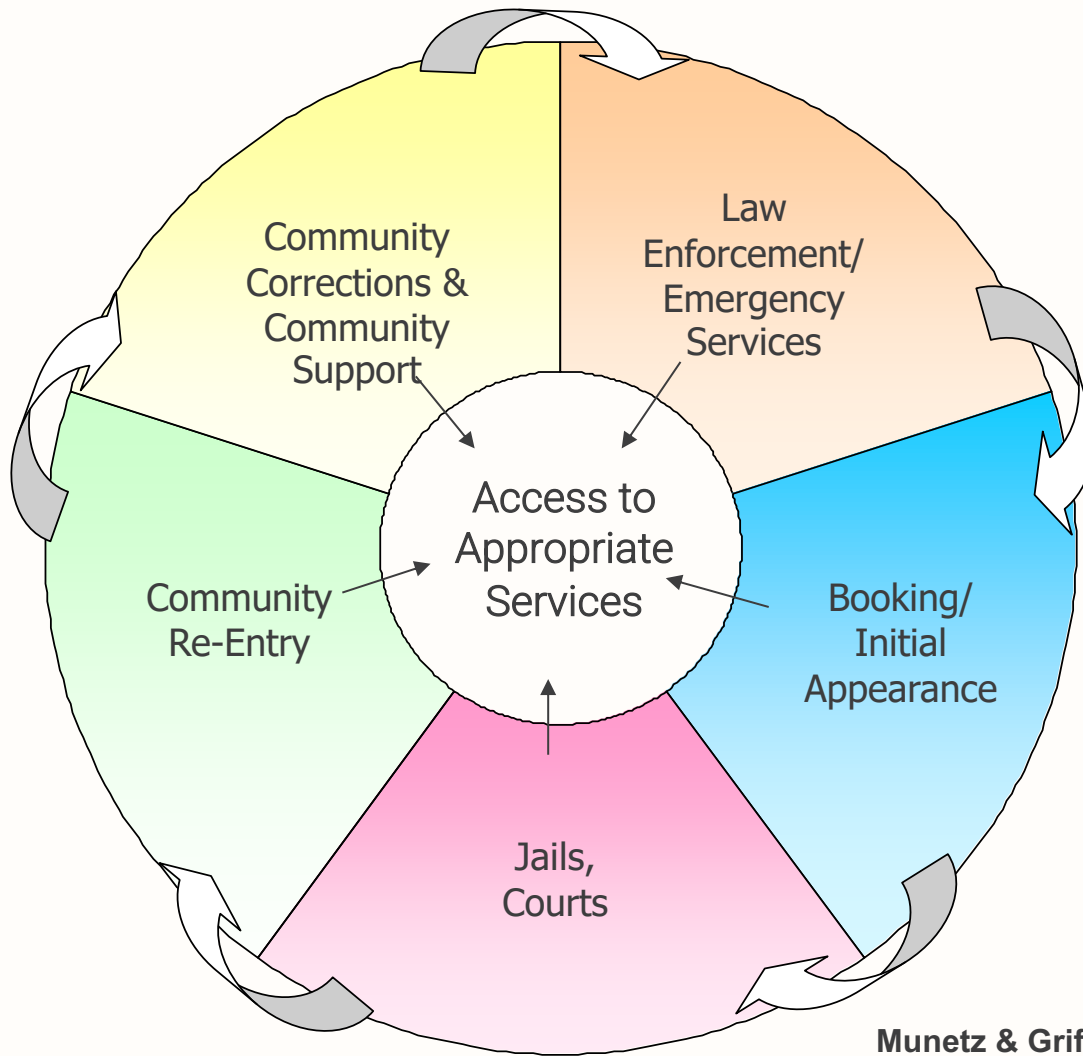 Community
Corrections &
Community
Support
Law
Enforcement/
Emergency
Services
Access to
Appropriate
Services
Community
Re-Entry
Booking/
Initial
Appearance
Jails,
Courts
Munetz &